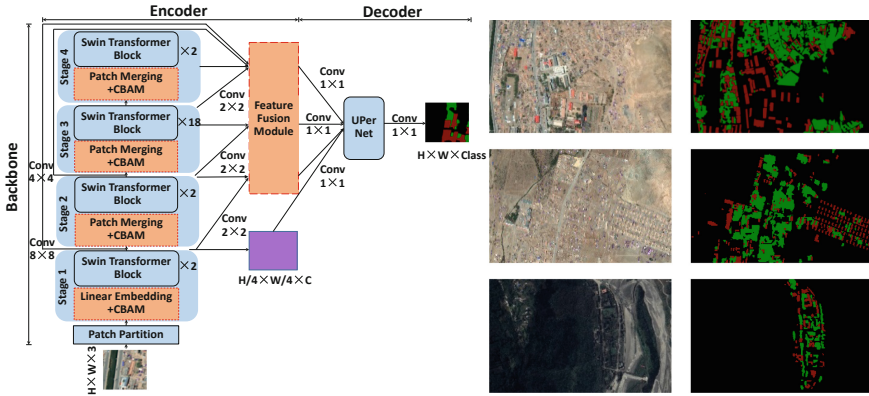 Encoder
Decoder
Backbone
Stage 4
Swin Transformer
Block
×2
Patch Merging
+CBAM
Stage 3
Swin Transformer
Block
×18
Patch Merging
+CBAM
Stage 2
Swin Transformer
Block
×2
Patch Merging
+CBAM
Stage 1
Swin Transformer
Block
×2
Linear Embedding
+CBAM
Patch Partition
H×W×3
Conv
4×4
Conv
8×8
Conv
2×2
Conv
2×2
Conv
2×2
Feature
Fusion
Module
H/4×W/4×C
Conv
1×1
Conv
1×1
Conv
1×1
UPer
Net
Conv
1×1
H×W×Class